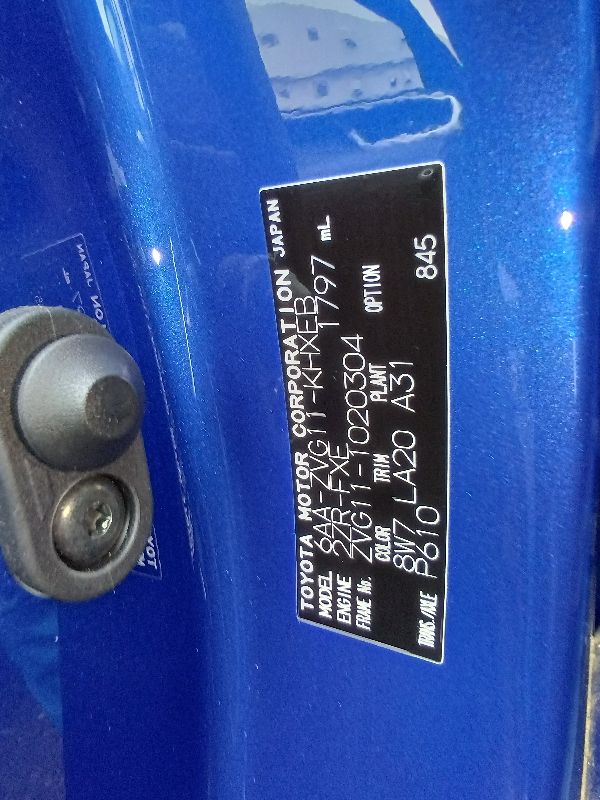 TOYOTA MOTOR CORPORATION JAPAN
MODEL 6AA-ZVG11-KHXEB
ENGINE 2ZR-FXE 1797 mL
FRAME No. ZVG11-1020304
COLOR TRIM PLANT OPTION
8W7 LA20 A31
TRANS./AXLE P610 845